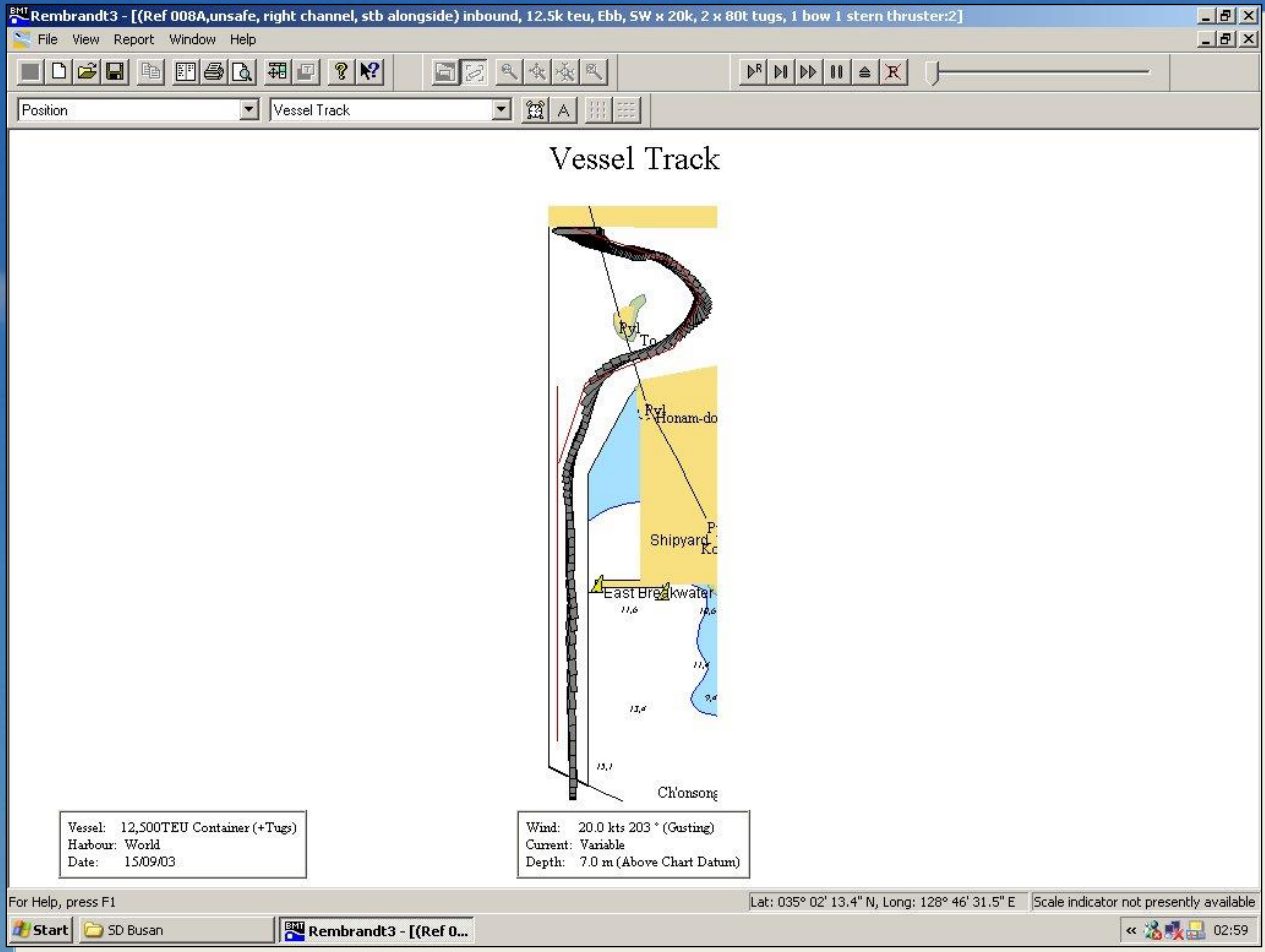 Rembrandt3 - [(Ref 008A,unsafe, right channel, stb alongside) inbound, 12.5k teu, Ebb, SW x 20k, 2 x 80t tugs, 1 bow 1 stern thruster:2]
File View Report Window Help
Position Vessel Track
Vessel Track
Pyl
To
Pyl
Honam-do
Shipyard
East Breakwater
11,6
13,1
Ch'onsong
Vessel: 12,500TEU Container (+Tugs)
Harbour: World
Date: 15/09/03
Wind: 20.0 kts 203 ° (Gusting)
Current: Variable
Depth: 7.0 m (Above Chart Datum)
For Help, press F1
Lat: 035° 02' 13.4" N, Long: 128° 46' 31.5" E Scale indicator not presently available
Start SD Busan BMT Rembrandt3 - [(Ref 0... « 02:59